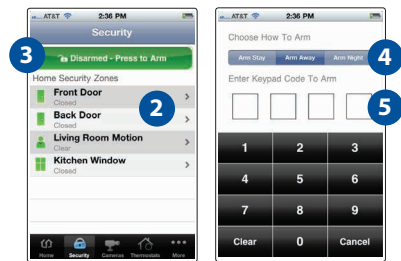 AT&T 2:36 PM
Security
3
Disarmed - Press to Arm
Home Security Zones
Front Door
Closed
2
Back Door
Closed
Living Room Motion
Clear
Kitchen Window
Closed
Home Security Cameras Thermostats More
AT&T 2:36 PM
Choose How To Arm
Arm Stay Arm Away Arm Night
4
Enter Keypad Code To Arm
5
1 2 3
4 5 6
7 8 9
Clear 0 Cancel